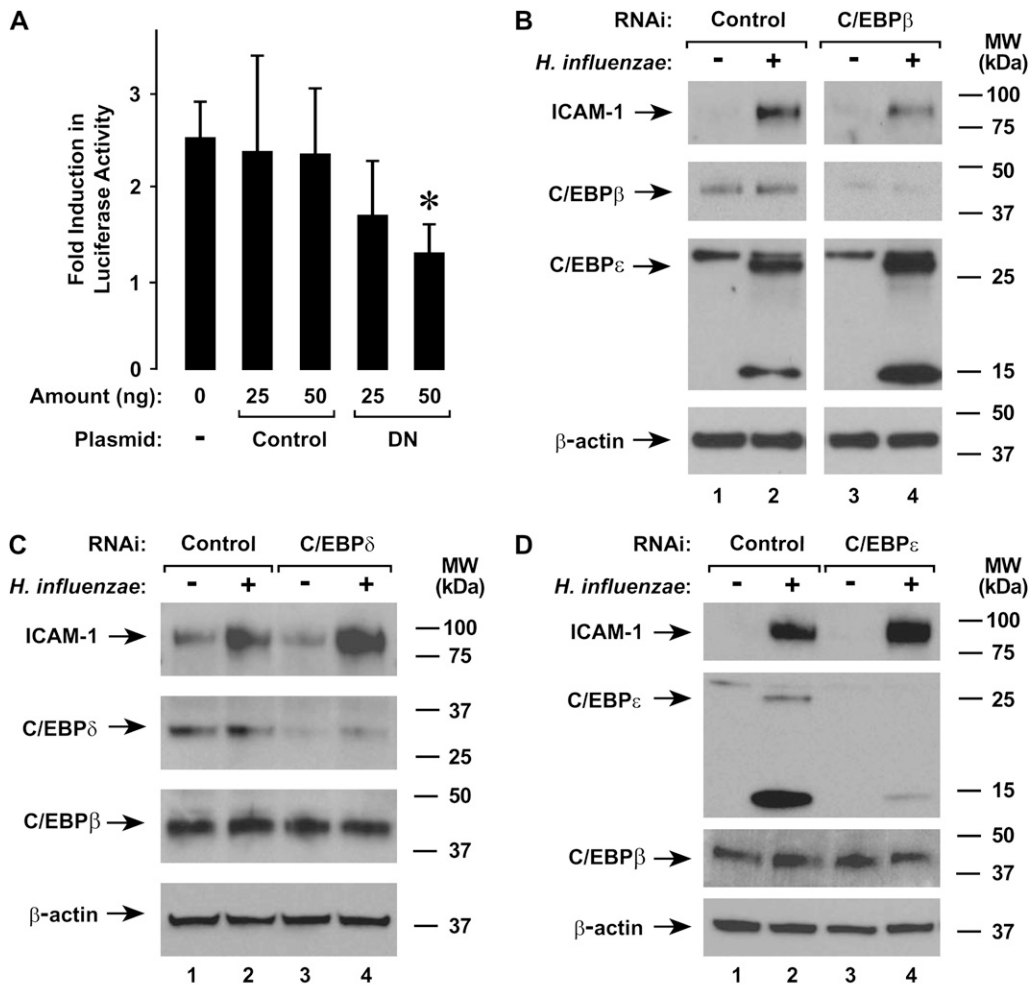 A
Fold Induction in
Luciferase Activity
3
2
1
0
Amount (ng): 0 25 50 25 50
*
Plasmid: - Control DN
B
RNAi: Control C/EBPβ
H. influenzae: - + - +
MW
(kDa)
ICAM-1
100
75
C/EBPβ
50
37
C/EBPε
25
15
β-actin
50
37
1 2 3 4
C
RNAi: Control C/EBPδ
H. influenzae: - + - +
MW
(kDa)
ICAM-1
100
75
C/EBPδ
37
25
C/EBPβ
50
37
β-actin
37
1 2 3 4
D
RNAi: Control C/EBPε
H. influenzae: - + - +
MW
(kDa)
ICAM-1
100
75
C/EBPε
25
15
C/EBPβ
50
37
β-actin
37
1 2 3 4